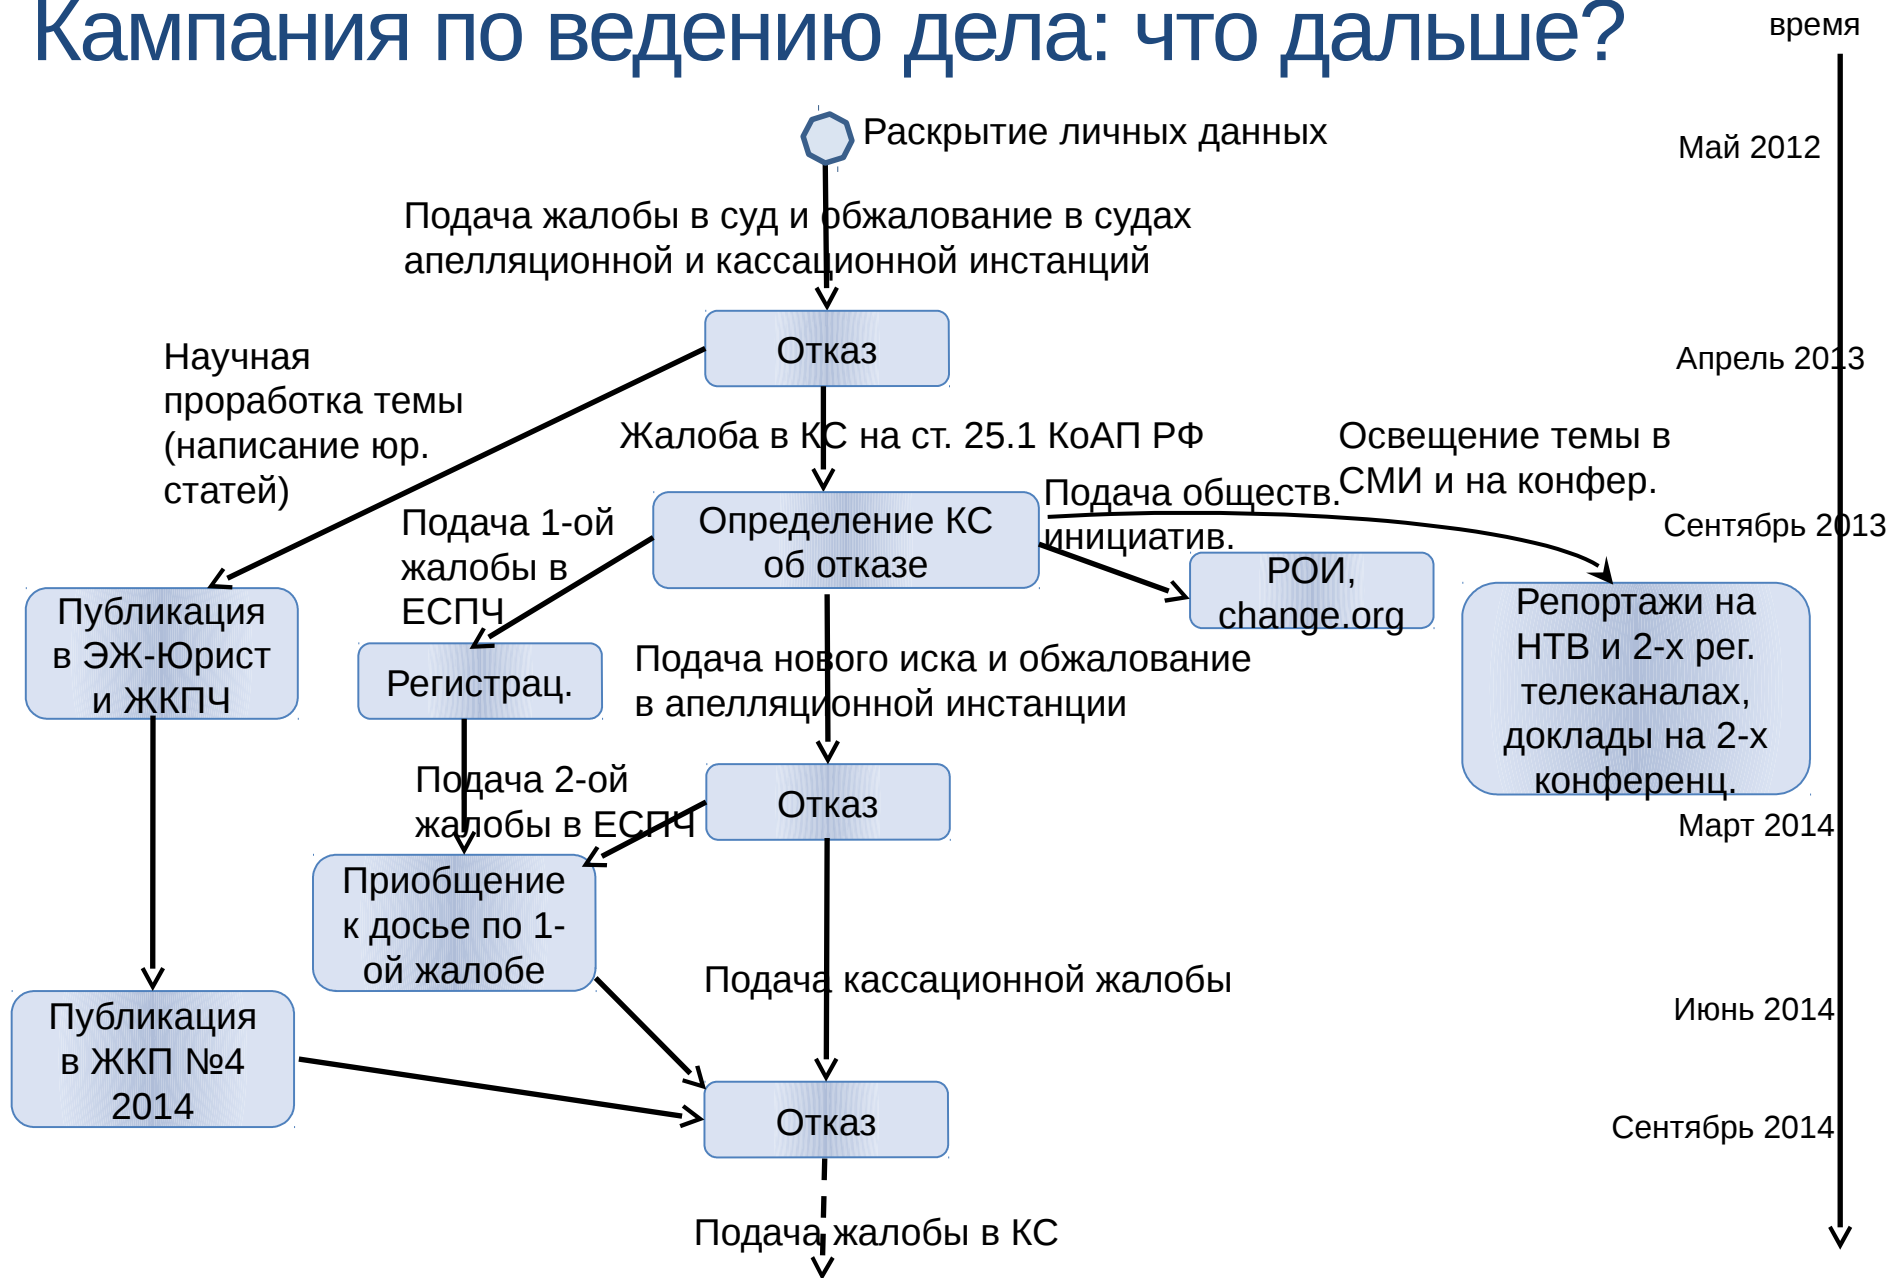 Кампания по ведению дела: что дальше?
время
Раскрытие личных данных
Май 2012
Подача жалобы в суд и обжалование в судах
апелляционной и кассационной инстанций
Отказ
Апрель 2013
Научная
проработка темы
(написание юр.
статей)
Жалоба в КС на ст. 25.1 КоАП РФ
Освещение темы в
СМИ и на конфер.
Подача обществ.
инициатив.
Сентябрь 2013
Подача 1-ой
жалобы в
ЕСПЧ
Определение КС
об отказе
РОИ,
change.org
Публикация
в ЭЖ-Юрист
и ЖКПЧ
Регистрац.
Подача нового иска и обжалование
в апелляционной инстанции
Репортажи на
НТВ и 2-х рег.
телеканалах,
доклады на 2-х
конференц.
Подача 2-ой
жалобы в ЕСПЧ
Отказ
Март 2014
Приобщение
к досье по 1-
ой жалобе
Подача кассационной жалобы
Июнь 2014
Публикация
в ЖКП №4
2014
Отказ
Сентябрь 2014
Подача жалобы в КС